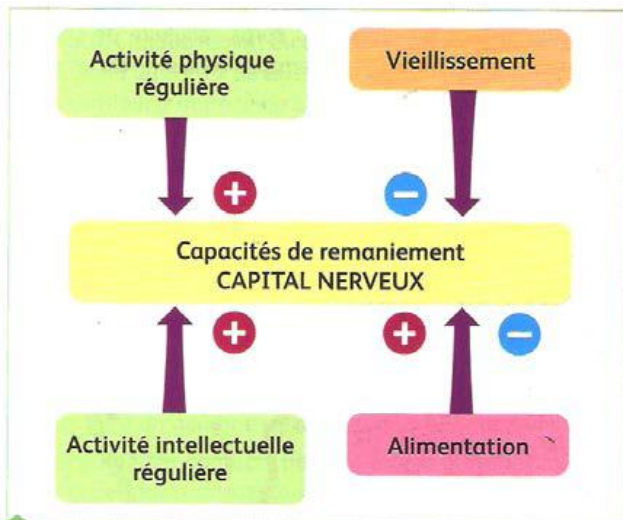 Activité physique
régulière
Vieillissement
+
−
Capacités de remaniement
CAPITAL NERVEUX
+
+
−
Activité intellectuelle
régulière
Alimentation